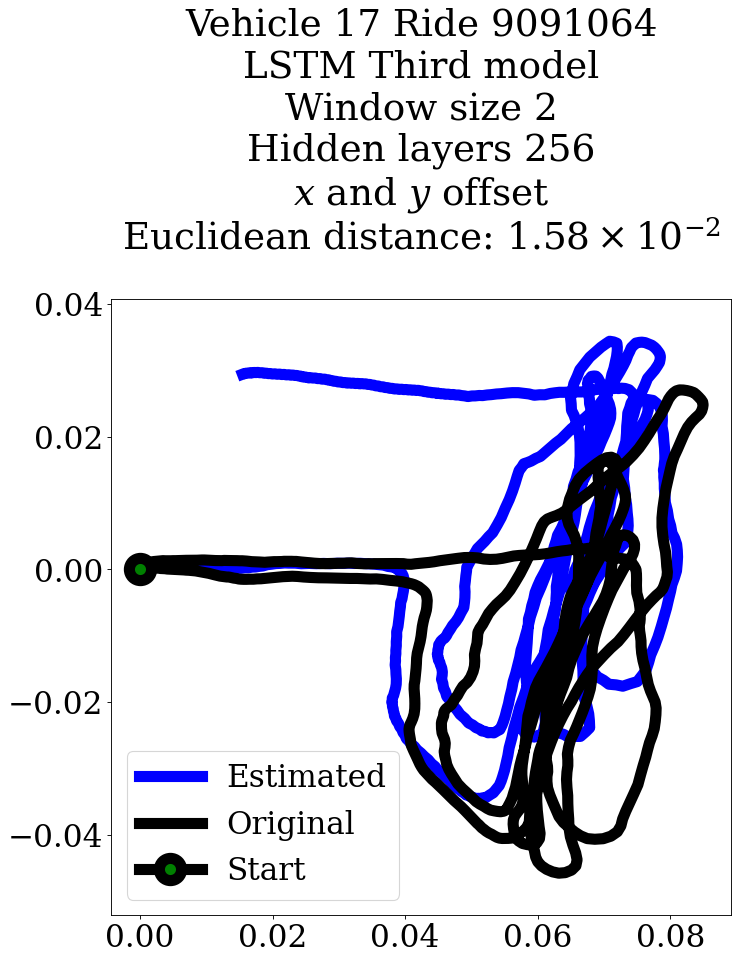 Vehicle 17 Ride 9091064
LSTM Third model
Window size 2
Hidden layers 256
x and y offset
Euclidean distance: 1.58 × 10⁻²
0.04
0.02
0.00
−0.02
−0.04
Estimated
Original
Start
0.00 0.02 0.04 0.06 0.08